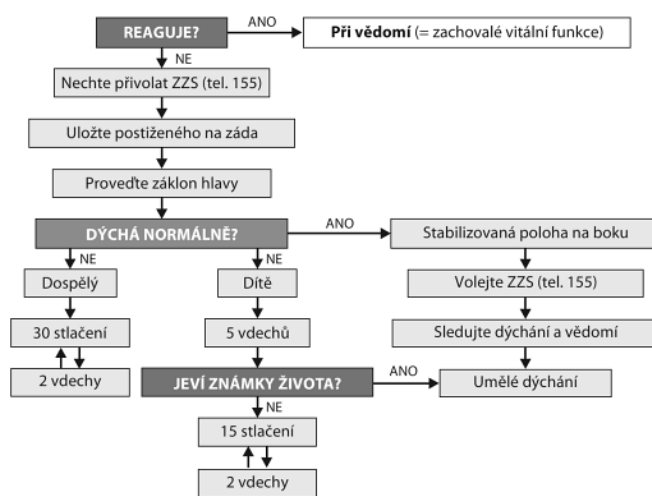 REAGUJE?
ANO
Při vědomí (= zachovalé vitální funkce)
NE
Nechte přivolat ZZS (tel. 155)
Uložte postiženého na záda
Proveďte záklon hlavy
DÝCHÁ NORMÁLNĚ?
ANO
Stabilizovaná poloha na boku
NE
NE
Dospělý
Dítě
Volejte ZZS (tel. 155)
30 stlačení
5 vdechů
Sledujte dýchání a vědomí
2 vdechy
JEVÍ ZNÁMKY ŽIVOTA?
ANO
Umělé dýchání
NE
15 stlačení
2 vdechy